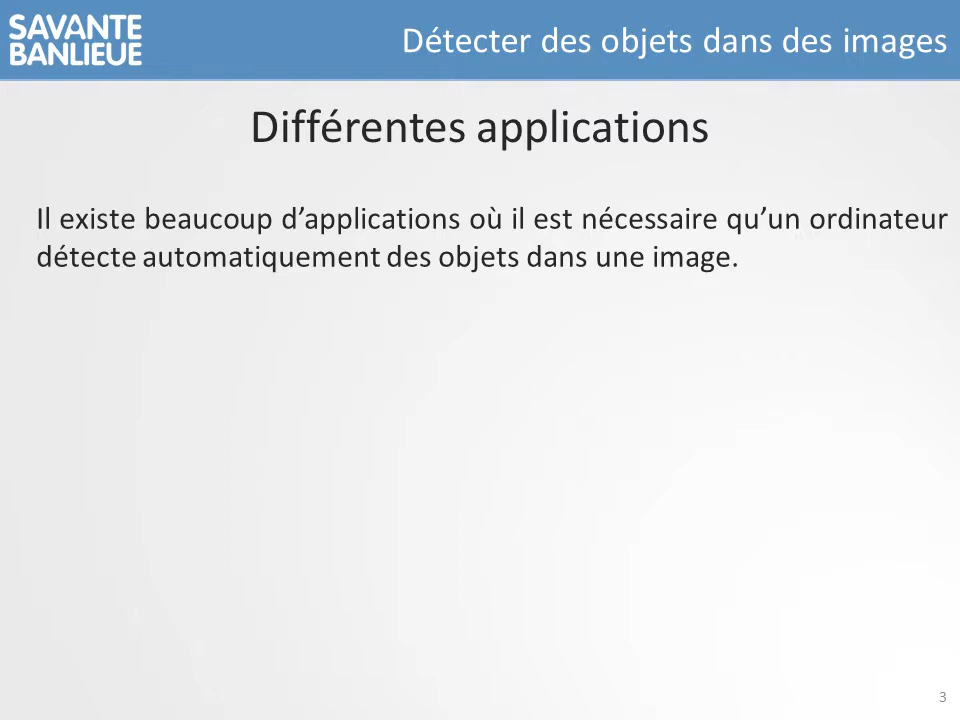 SAVANTE
BANLIEUE
Détecter des objets dans des images
Différentes applications
Il existe beaucoup d’applications où il est nécessaire qu’un ordinateur
détecte automatiquement des objets dans une image.
3